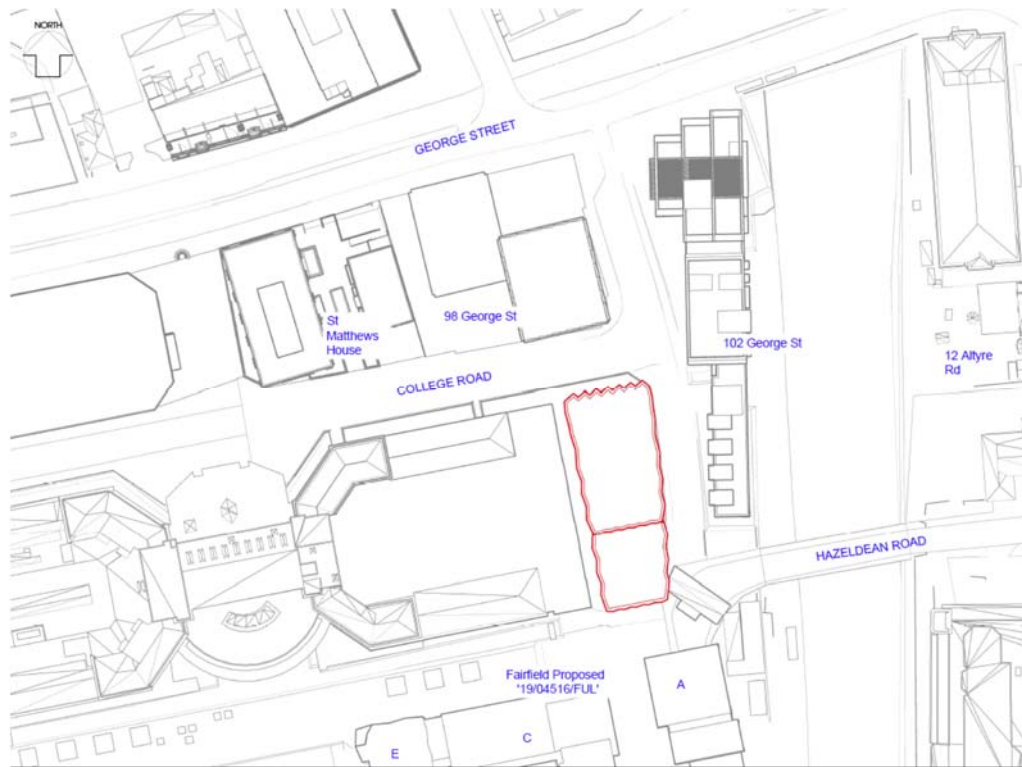 NORTH
GEORGE STREET
98 George St
St
Matthews
House
102 George St
12 Altyre
Rd
COLLEGE ROAD
HAZELDEAN ROAD
Fairfield Proposed
'19/04516/FUL'
A
C
E